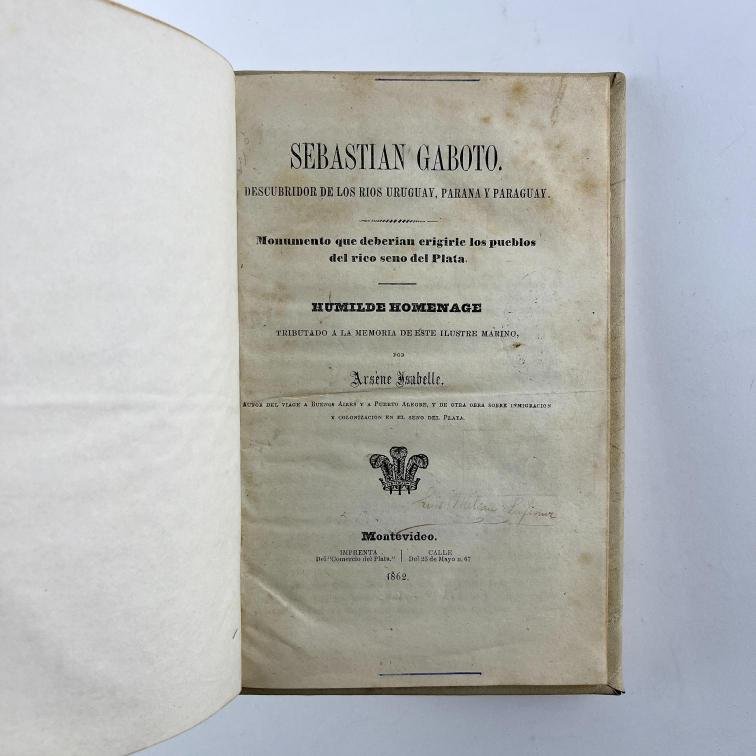 SEBASTIAN GABOTO.
DESCUBRIDOR DE LOS RIOS URUGUAY, PARANA Y PARAGUAY.
Monumento que deberian erigirle los pueblos
del rico seno del Plata.
HUMILDE HOMENAGE
TRIBUTADO A LA MEMORIA DE ESTE ILUSTRE MARINO,
POR
Arsène Isabelle.
AUTOR DEL VIAGE A BUENOS AIRES Y A PUERTO ALEGRE, Y DE OTRA OBRA SOBRE INMIGRACION
Y COLONIZACION EN EL SENO DEL PLATA.
Luis
Montevideo.
IMPRENTA CALLE
Del "Comercio del Plata." Del 25 de Mayo n. 67
1862.